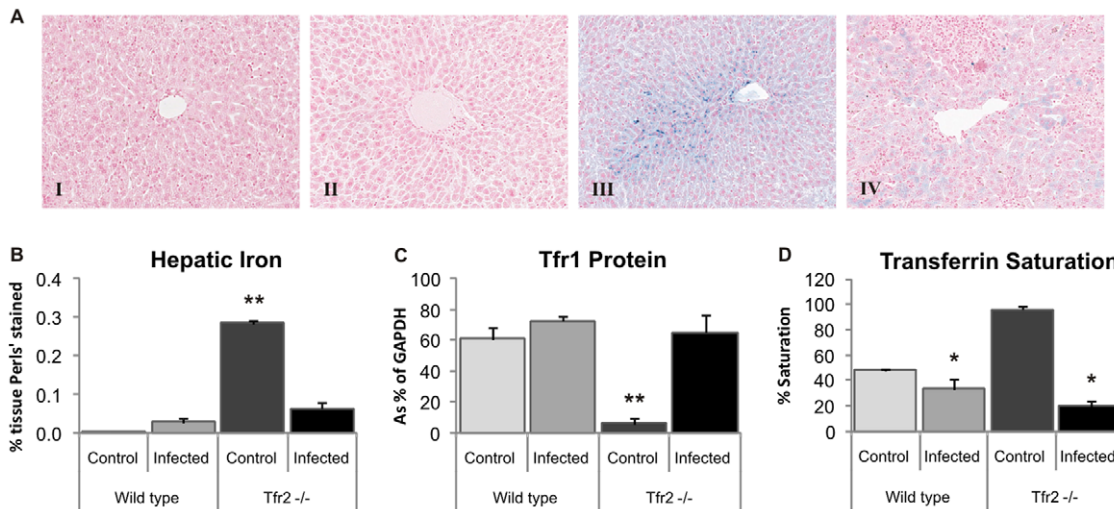 A
I
II
III
IV
B
Hepatic Iron
% tissue Perls' stained
0.4
0.3
0.2
0.1
0.0
**
Control Infected Control Infected
Wild type Tfr2 -/-
C
Tfr1 Protein
As % of GAPDH
100
80
60
40
20
0
**
Control Infected Control Infected
Wild type Tfr2 -/-
D
Transferrin Saturation
% Saturation
120
100
80
60
40
20
0
*
*
Control Infected Control Infected
Wild type Tfr2 -/-